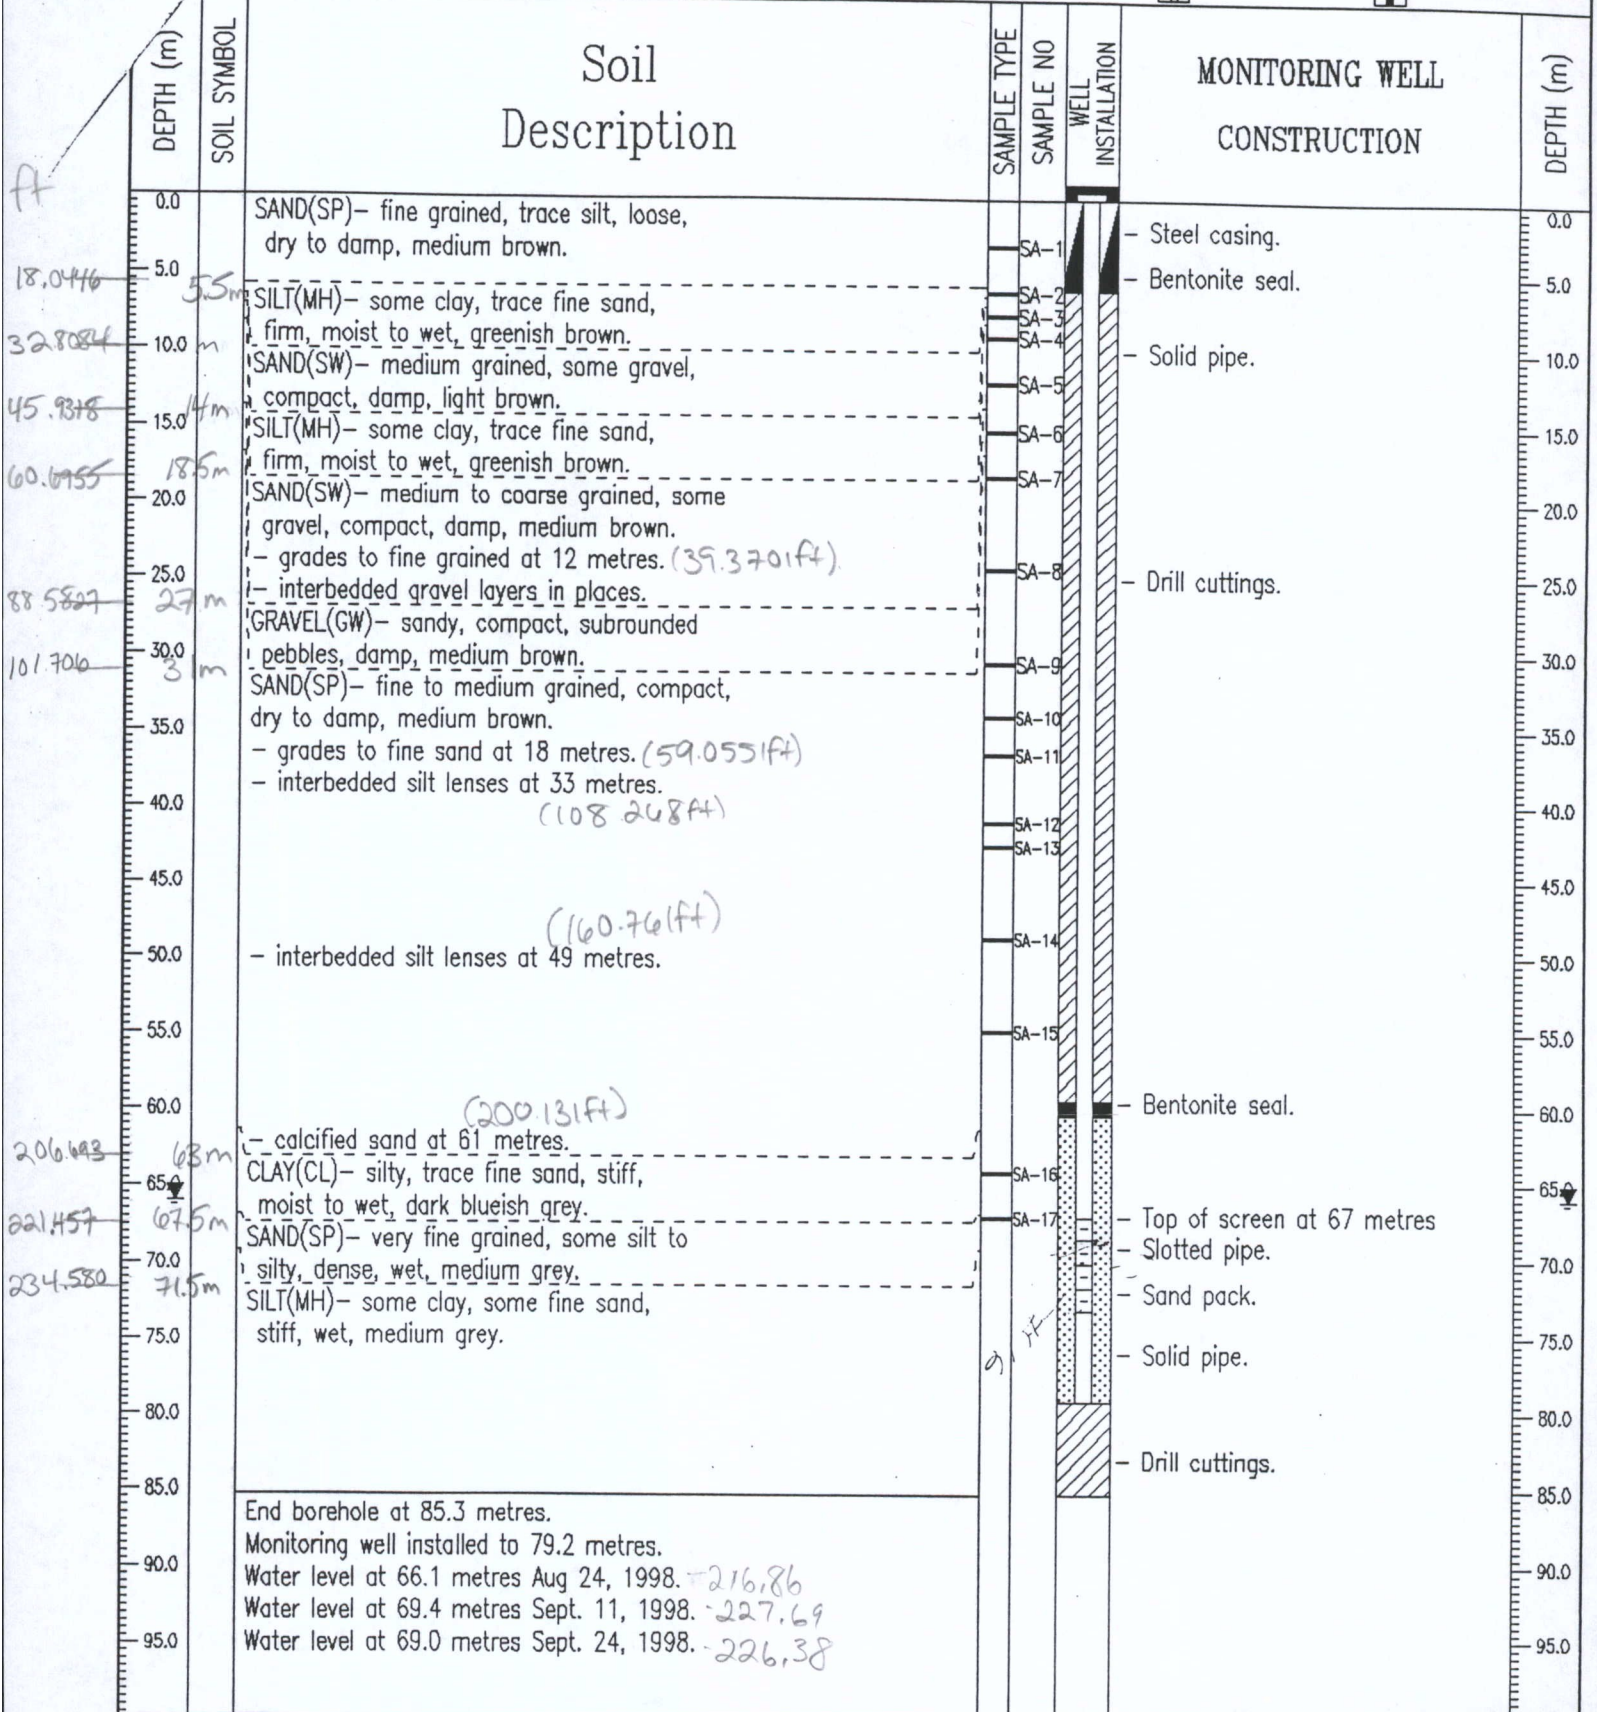 DEPTH (m)
SOIL SYMBOL
Soil
Description
SAMPLE TYPE
SAMPLE NO
WELL
INSTALLATION
MONITORING WELL
CONSTRUCTION
DEPTH (m)
ft
0.0
SAND(SP)– fine grained, trace silt, loose,
dry to damp, medium brown.
SA-1
– Steel casing.
0.0
18.0446
5.0
5.5m
SILT(MH)– some clay, trace fine sand,
firm, moist to wet, greenish brown.
SA-2
SA-3
SA-4
– Bentonite seal.
5.0
32.8084
10.0 m
SAND(SW)– medium grained, some gravel,
compact, damp, light brown.
SA-5
– Solid pipe.
10.0
45.9318
14m
15.0
SILT(MH)– some clay, trace fine sand,
firm, moist to wet, greenish brown.
SA-6
15.0
60.6955
18.5m
20.0
SAND(SW)– medium to coarse grained, some
gravel, compact, damp, medium brown.
– grades to fine grained at 12 metres. (39.3701ft)
– interbedded gravel layers in places.
SA-7
20.0
25.0
SA-8
– Drill cuttings.
25.0
88.5827
27m
GRAVEL(GW)– sandy, compact, subrounded
pebbles, damp, medium brown.
30.0
SA-9
30.0
101.706
31m
SAND(SP)– fine to medium grained, compact,
dry to damp, medium brown.
– grades to fine sand at 18 metres. (59.0551ft)
– interbedded silt lenses at 33 metres.
(108.268ft)
SA-10
35.0
SA-11
35.0
40.0
SA-12
40.0
SA-13
45.0
45.0
(160.761ft)
– interbedded silt lenses at 49 metres.
SA-14
50.0
50.0
55.0
SA-15
55.0
60.0
(200.131ft)
– Bentonite seal.
60.0
– calcified sand at 61 metres.
206.693
63m
CLAY(CL)– silty, trace fine sand, stiff,
moist to wet, dark blueish grey.
SA-16
65.0
65.0
221.457
67.5m
SAND(SP)– very fine grained, some silt to
silty, dense, wet, medium grey.
SA-17
– Top of screen at 67 metres
– Slotted pipe.
70.0
70.0
234.580
71.5m
SILT(MH)– some clay, some fine sand,
stiff, wet, medium grey.
– Sand pack.
75.0
75.0
– Solid pipe.
80.0
80.0
– Drill cuttings.
85.0
85.0
End borehole at 85.3 metres.
Monitoring well installed to 79.2 metres.
90.0
90.0
Water level at 66.1 metres Aug 24, 1998. -216.86
Water level at 69.4 metres Sept. 11, 1998. -227.69
Water level at 69.0 metres Sept. 24, 1998. -226.38
95.0
95.0